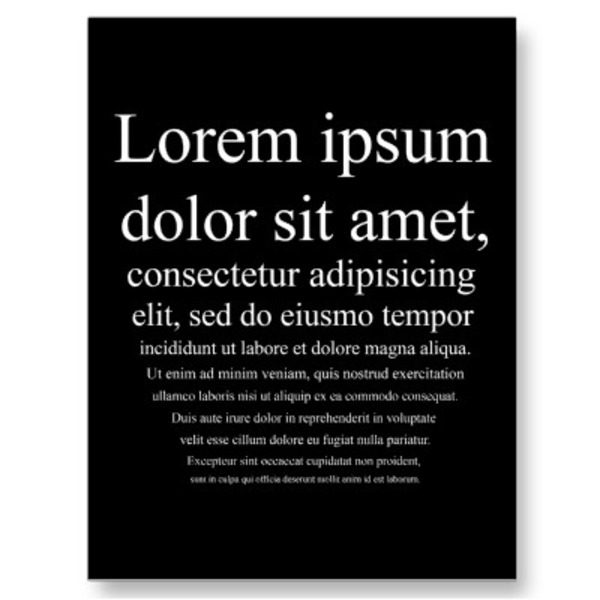 Lorem ipsum
dolor sit amet,
consectetur adipisicing
elit, sed do eiusmo tempor
incididunt ut labore et dolore magna aliqua.
Ut enim ad minim veniam, quis nostrud exercitation
ullamco laboris nisi ut aliquip ex ea commodo consequat.
Duis aute irure dolor in reprehenderit in voluptate
velit esse cillum dolore eu fugiat nulla pariatur.
Excepteur sint occaecat cupidatat non proident,
sunt in culpa qui officia deserunt mollit anim id est laborum.